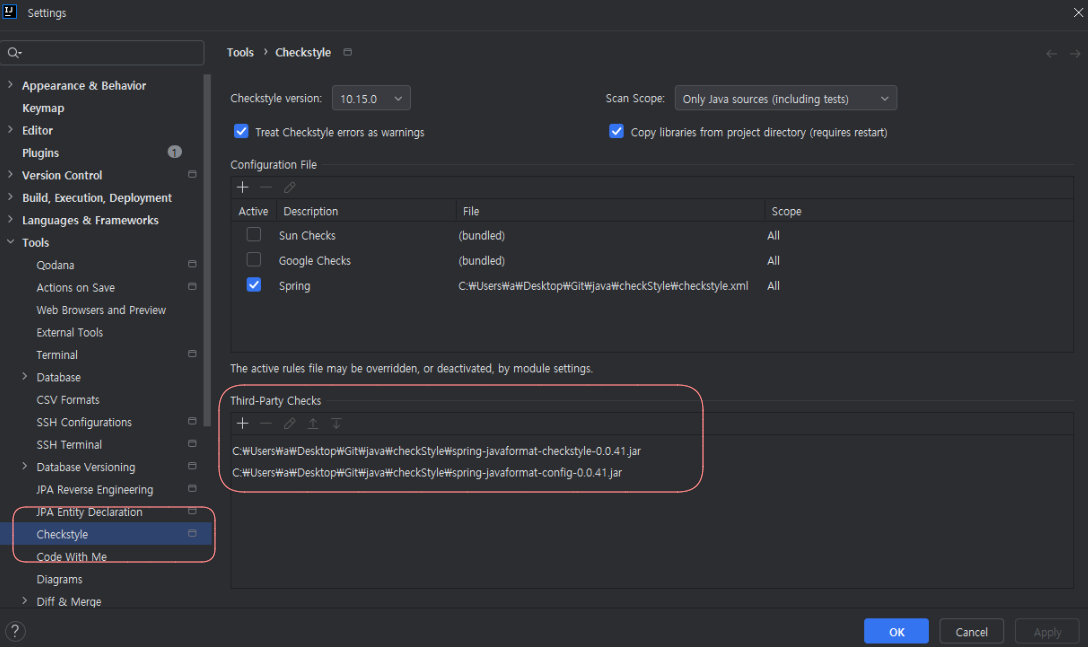 IJ
Settings
Tools › Checkstyle
Appearance & Behavior
Keymap
Editor
Plugins 1
Version Control
Build, Execution, Deployment
Languages & Frameworks
Tools
Qodana
Actions on Save
Web Browsers and Preview
External Tools
Terminal
Database
CSV Formats
SSH Configurations
SSH Terminal
Database Versioning
JPA Reverse Engineering
JPA Entity Declaration
Checkstyle
Code With Me
Diagrams
Diff & Merge
Checkstyle version: 10.15.0
Scan Scope: Only Java sources (including tests)
Treat Checkstyle errors as warnings
Copy libraries from project directory (requires restart)
Configuration File
Active Description File Scope
Sun Checks (bundled) All
Google Checks (bundled) All
Spring C:₩Users₩a₩Desktop₩Git₩java₩checkStyle₩checkstyle.xml All
The active rules file may be overridden, or deactivated, by module settings.
Third-Party Checks
C:₩Users₩a₩Desktop₩Git₩java₩checkStyle₩spring-javaformat-checkstyle-0.0.41.jar
C:₩Users₩a₩Desktop₩Git₩java₩checkStyle₩spring-javaformat-config-0.0.41.jar
?
OK Cancel Apply